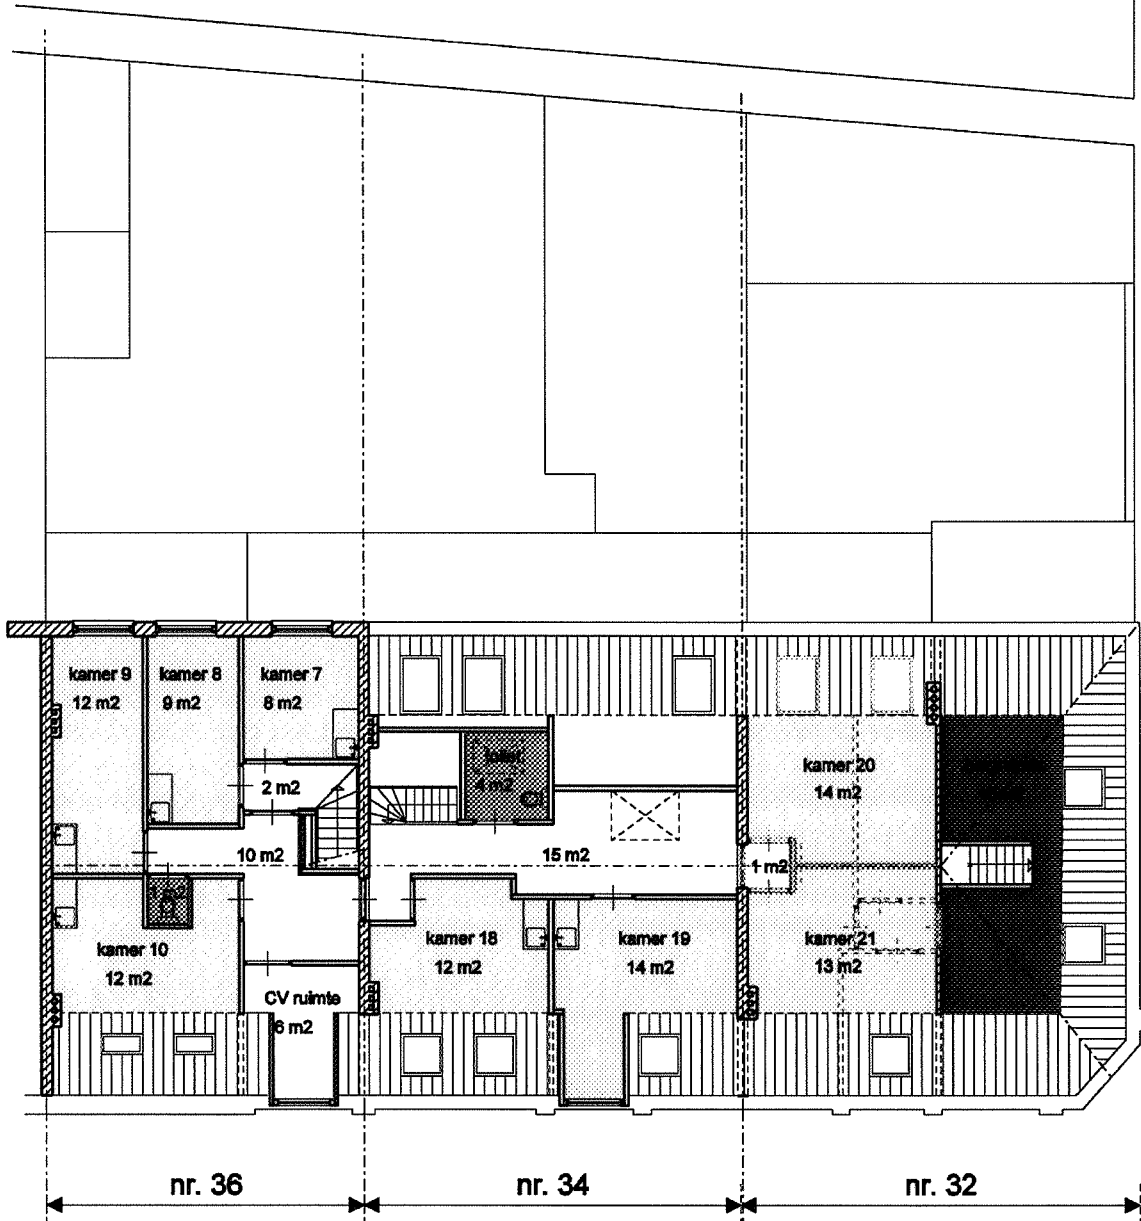 kamer 9
12 m2
kamer 8
9 m2
kamer 7
8 m2
2 m2
10 m2
kamer 10
12 m2
CV ruimte
6 m2
toilet
4 m2
15 m2
kamer 18
12 m2
kamer 19
14 m2
kamer 20
14 m2
1 m2
kamer 21
13 m2
nr. 36
nr. 34
nr. 32